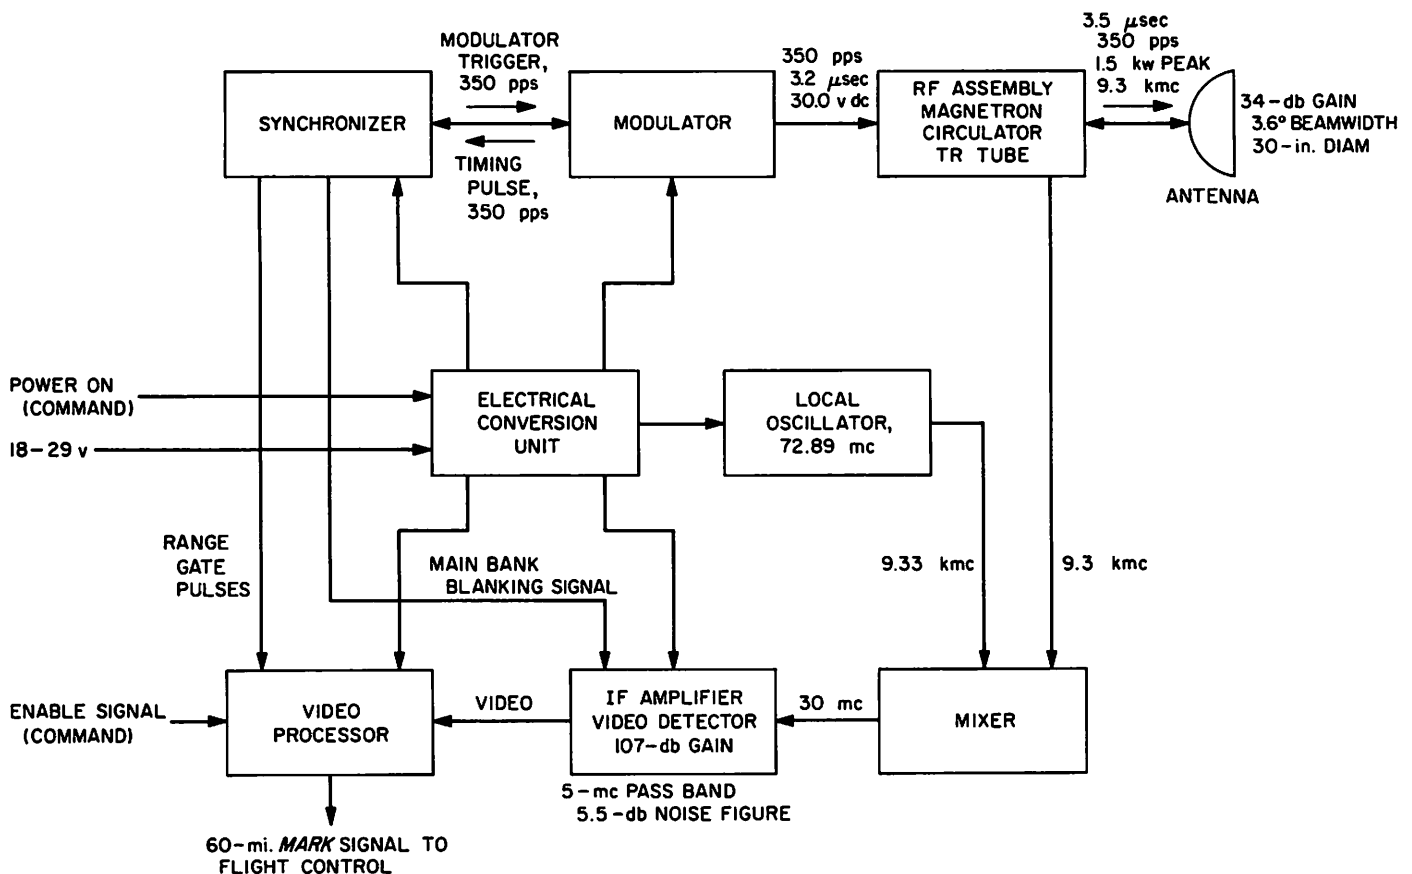 MODULATOR
TRIGGER,
350 pps
TIMING
PULSE,
350 pps
SYNCHRONIZER
MODULATOR
350 pps
3.2 μsec
30.0 v dc
RF ASSEMBLY
MAGNETRON
CIRCULATOR
TR TUBE
3.5 μsec
350 pps
1.5 kw PEAK
9.3 kmc
34-db GAIN
3.6° BEAMWIDTH
30-in. DIAM
ANTENNA
POWER ON
(COMMAND)
18-29 v
ELECTRICAL
CONVERSION
UNIT
LOCAL
OSCILLATOR,
72.89 mc
RANGE
GATE
PULSES
MAIN BANK
BLANKING SIGNAL
9.33 kmc
9.3 kmc
ENABLE SIGNAL
(COMMAND)
VIDEO
PROCESSOR
VIDEO
IF AMPLIFIER
VIDEO DETECTOR
107-db GAIN
30 mc
MIXER
5-mc PASS BAND
5.5-db NOISE FIGURE
60-mi. MARK SIGNAL TO
FLIGHT CONTROL